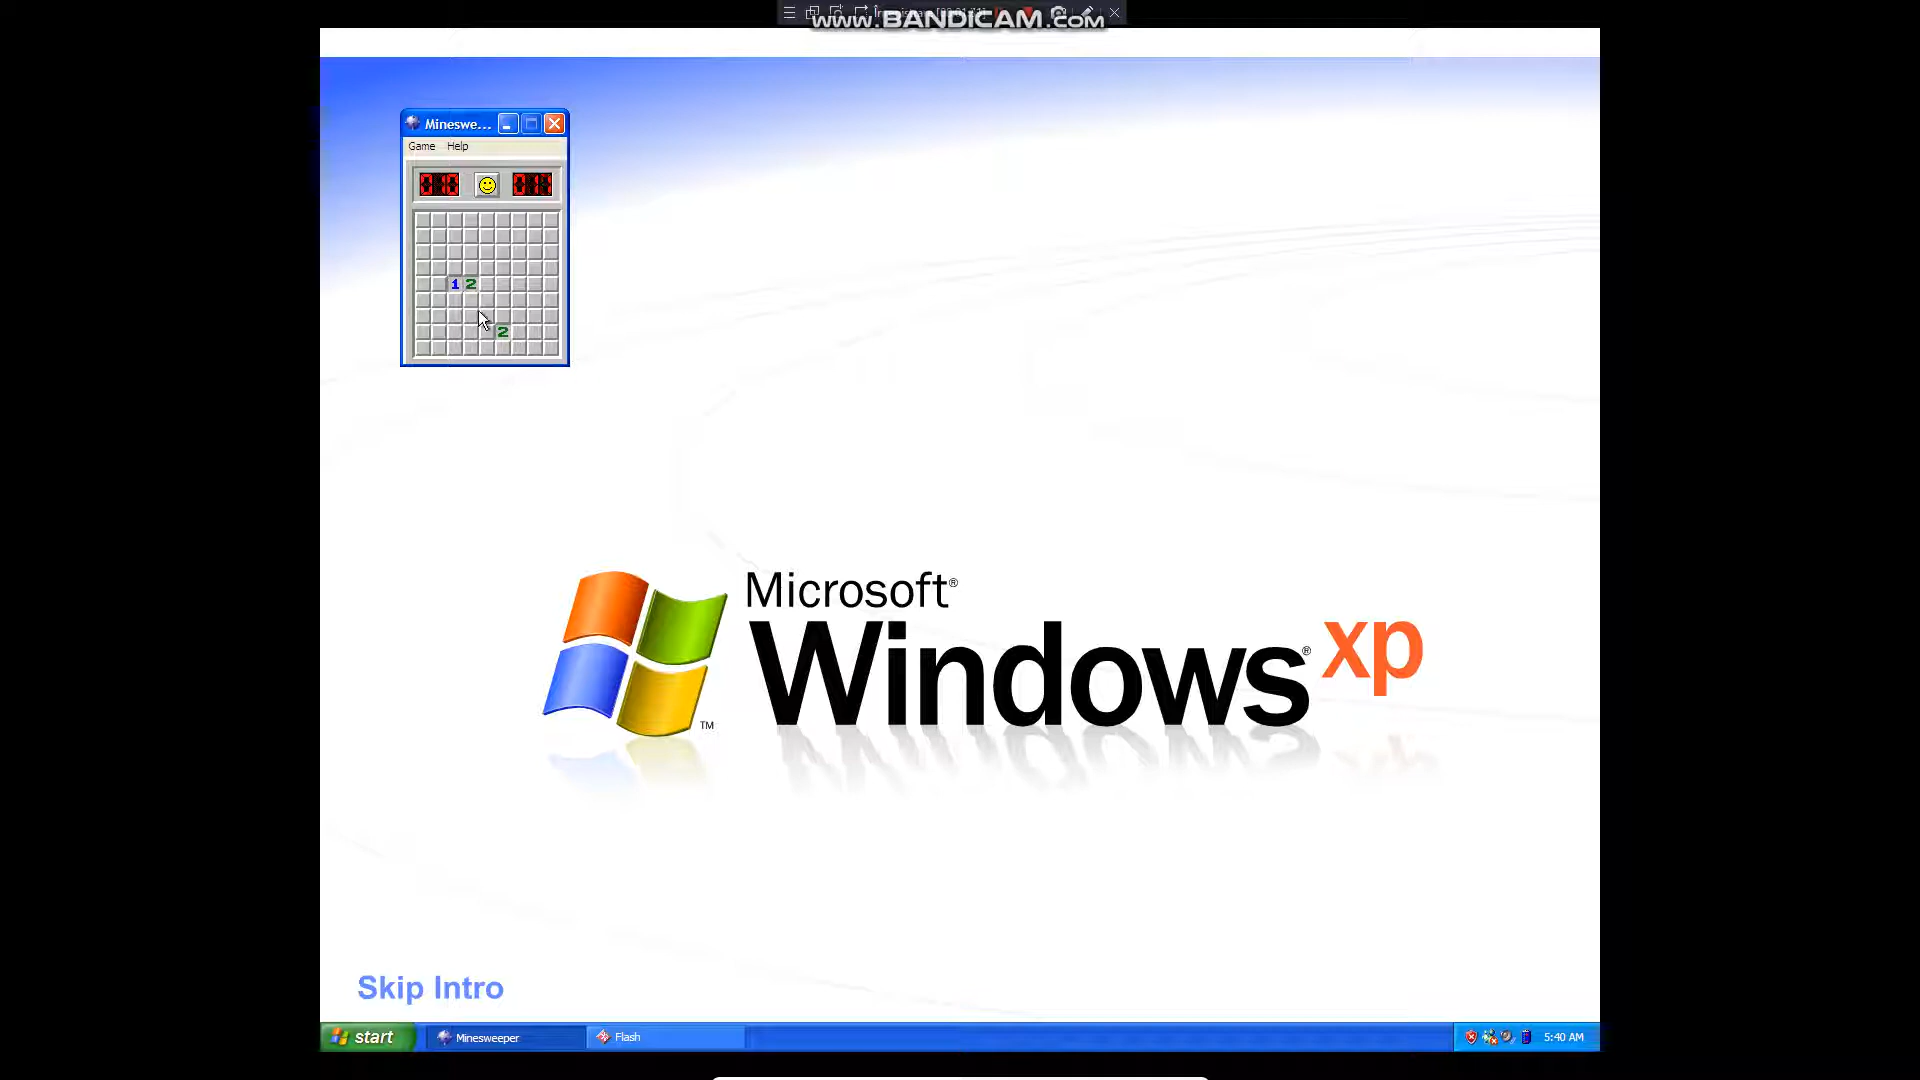 www.BANDICAM.com
Mineswe...
Game Help
010
1 2
2
Microsoft®
Windows® xp
TM
Skip Intro
start Minesweeper Flash 5:40 AM